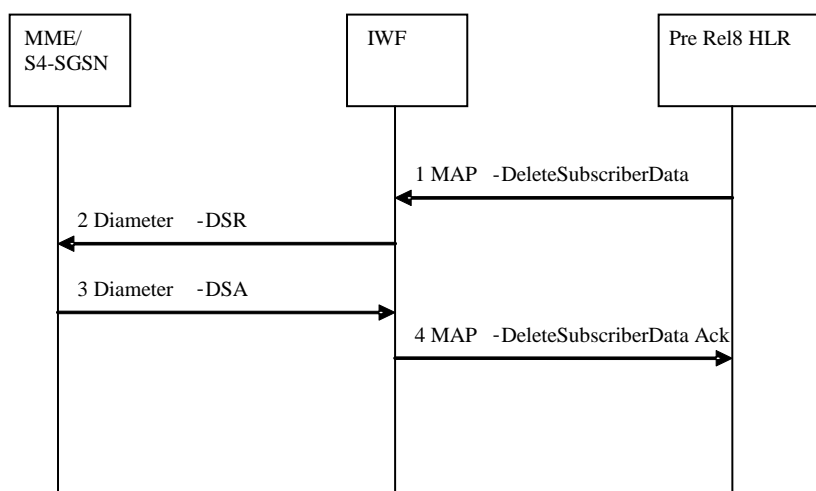 MME/
S4-SGSN
IWF
Pre Rel8 HLR
1 MAP -DeleteSubscriberData
2 Diameter -DSR
3 Diameter -DSA
4 MAP -DeleteSubscriberData Ack